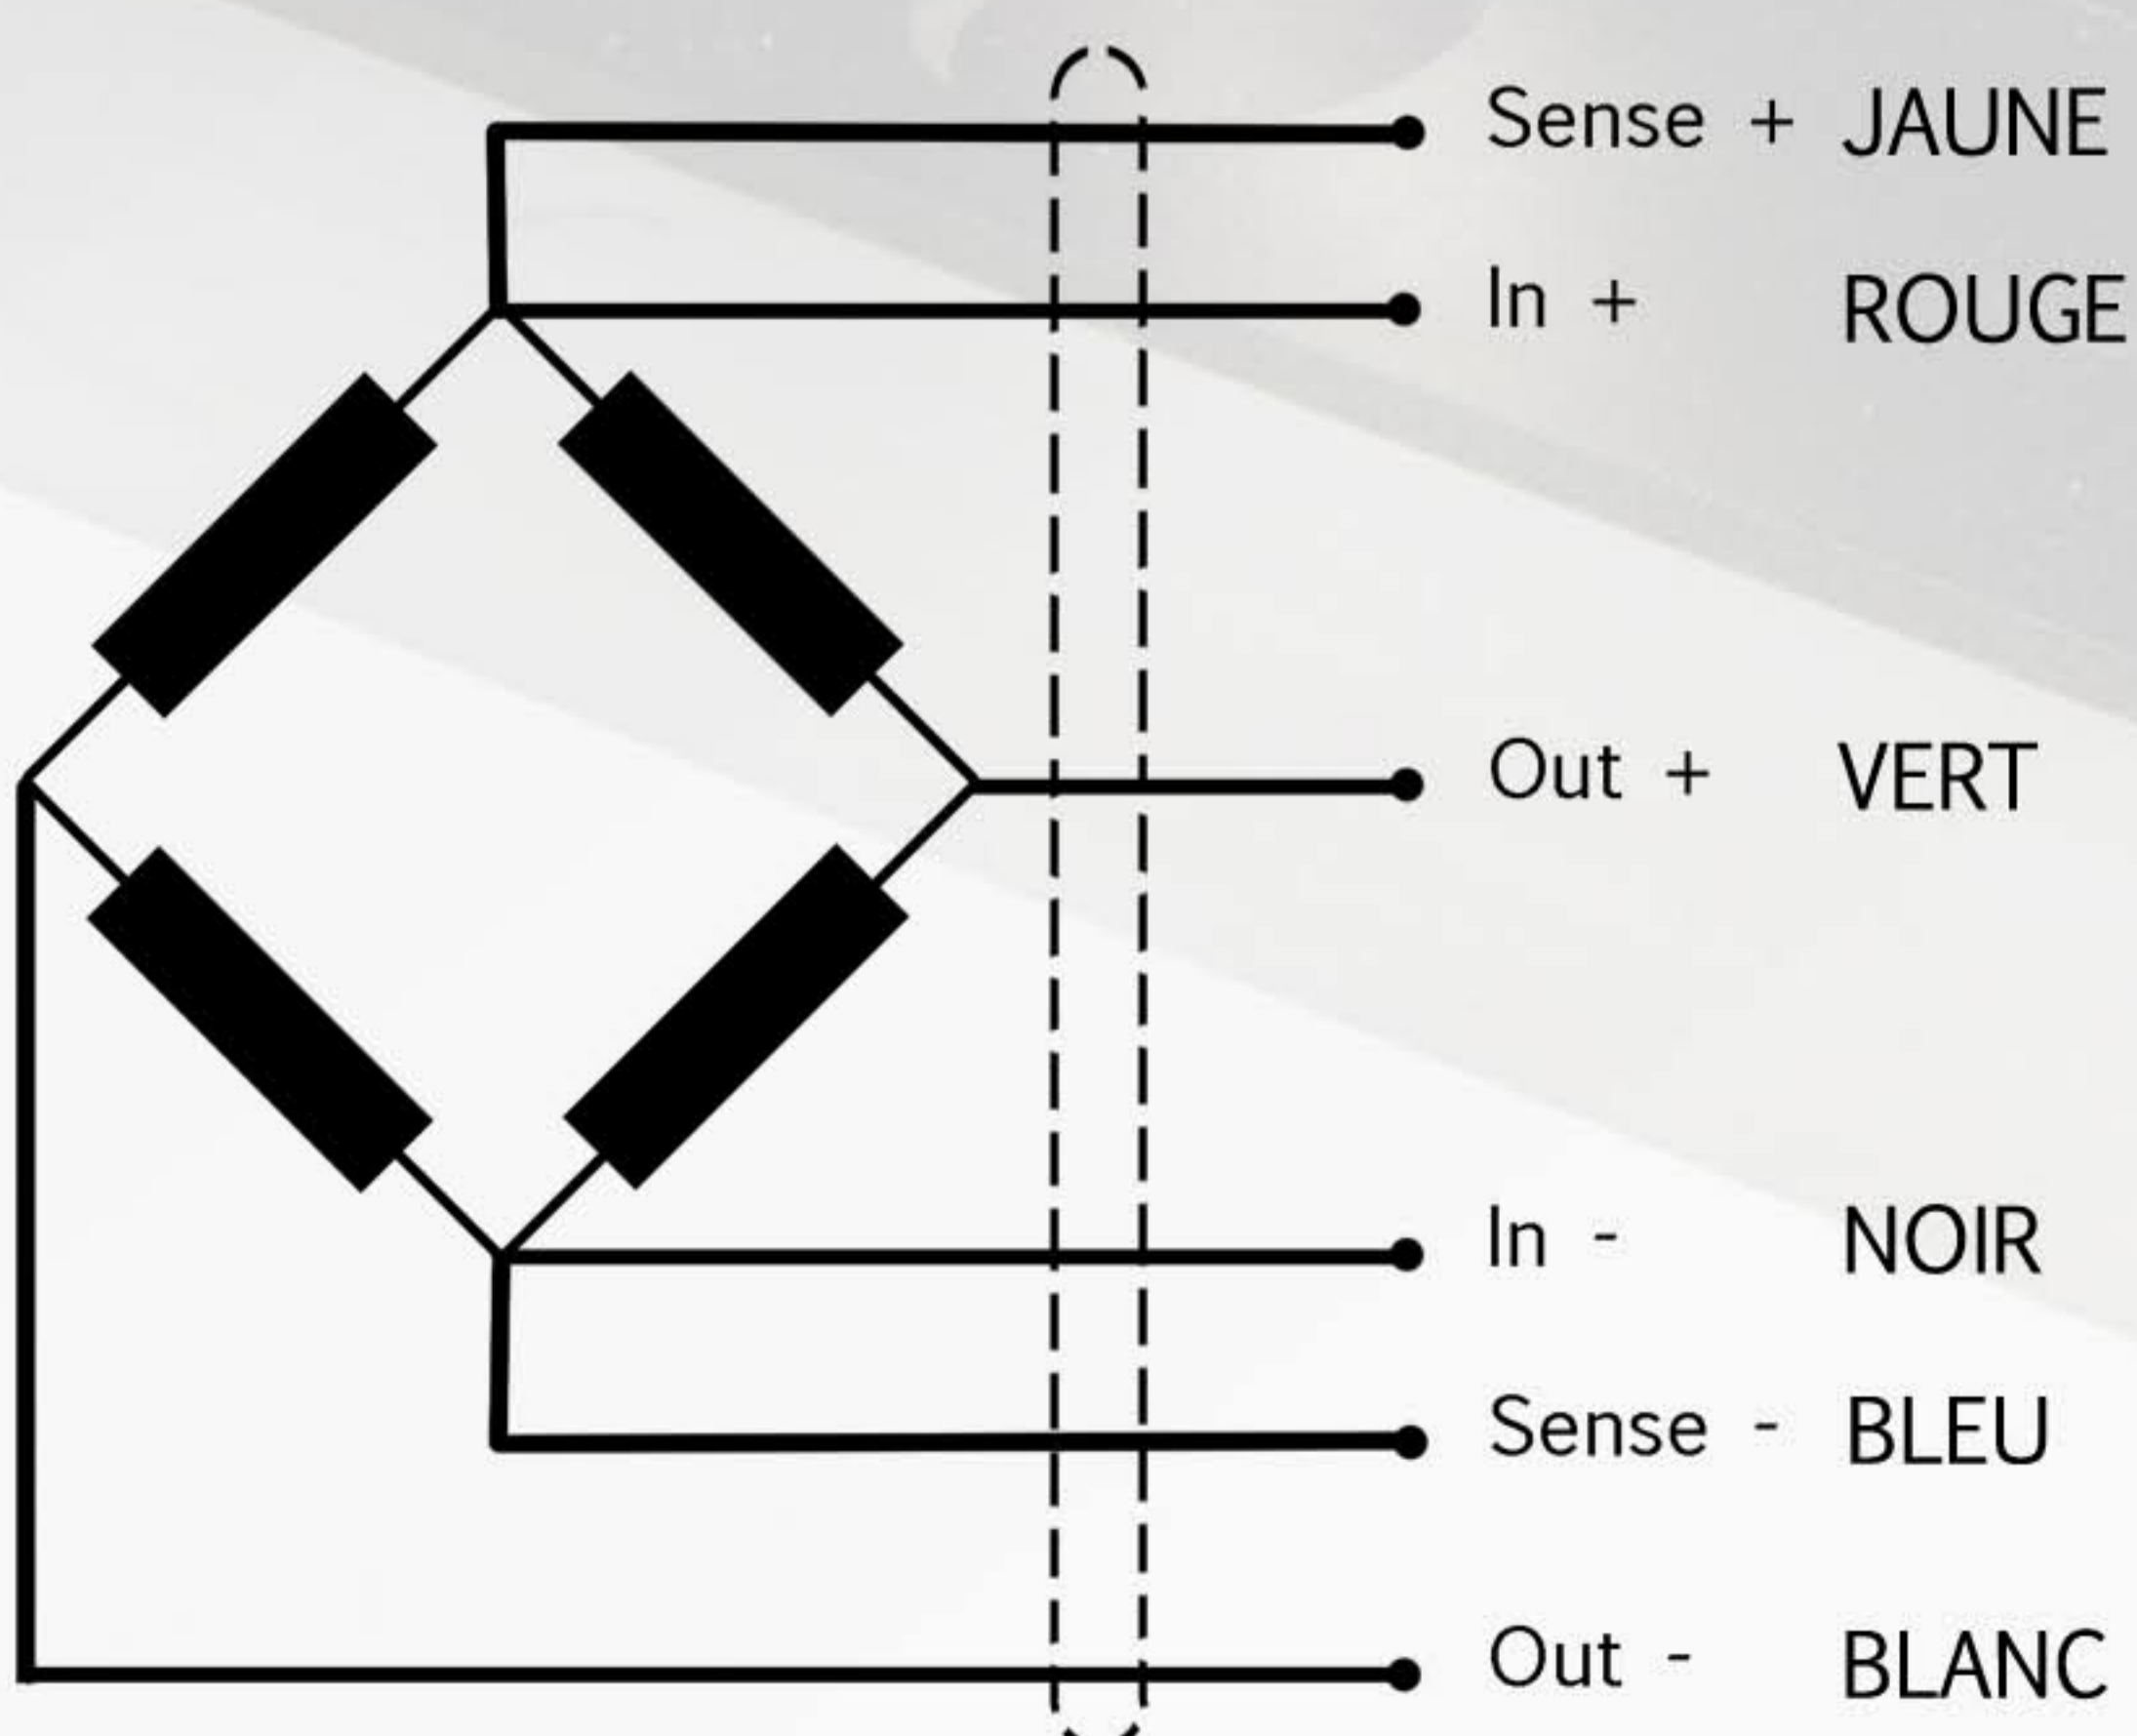 Sense + JAUNE
In + ROUGE
Out + VERT
In - NOIR
Sense - BLEU
Out - BLANC